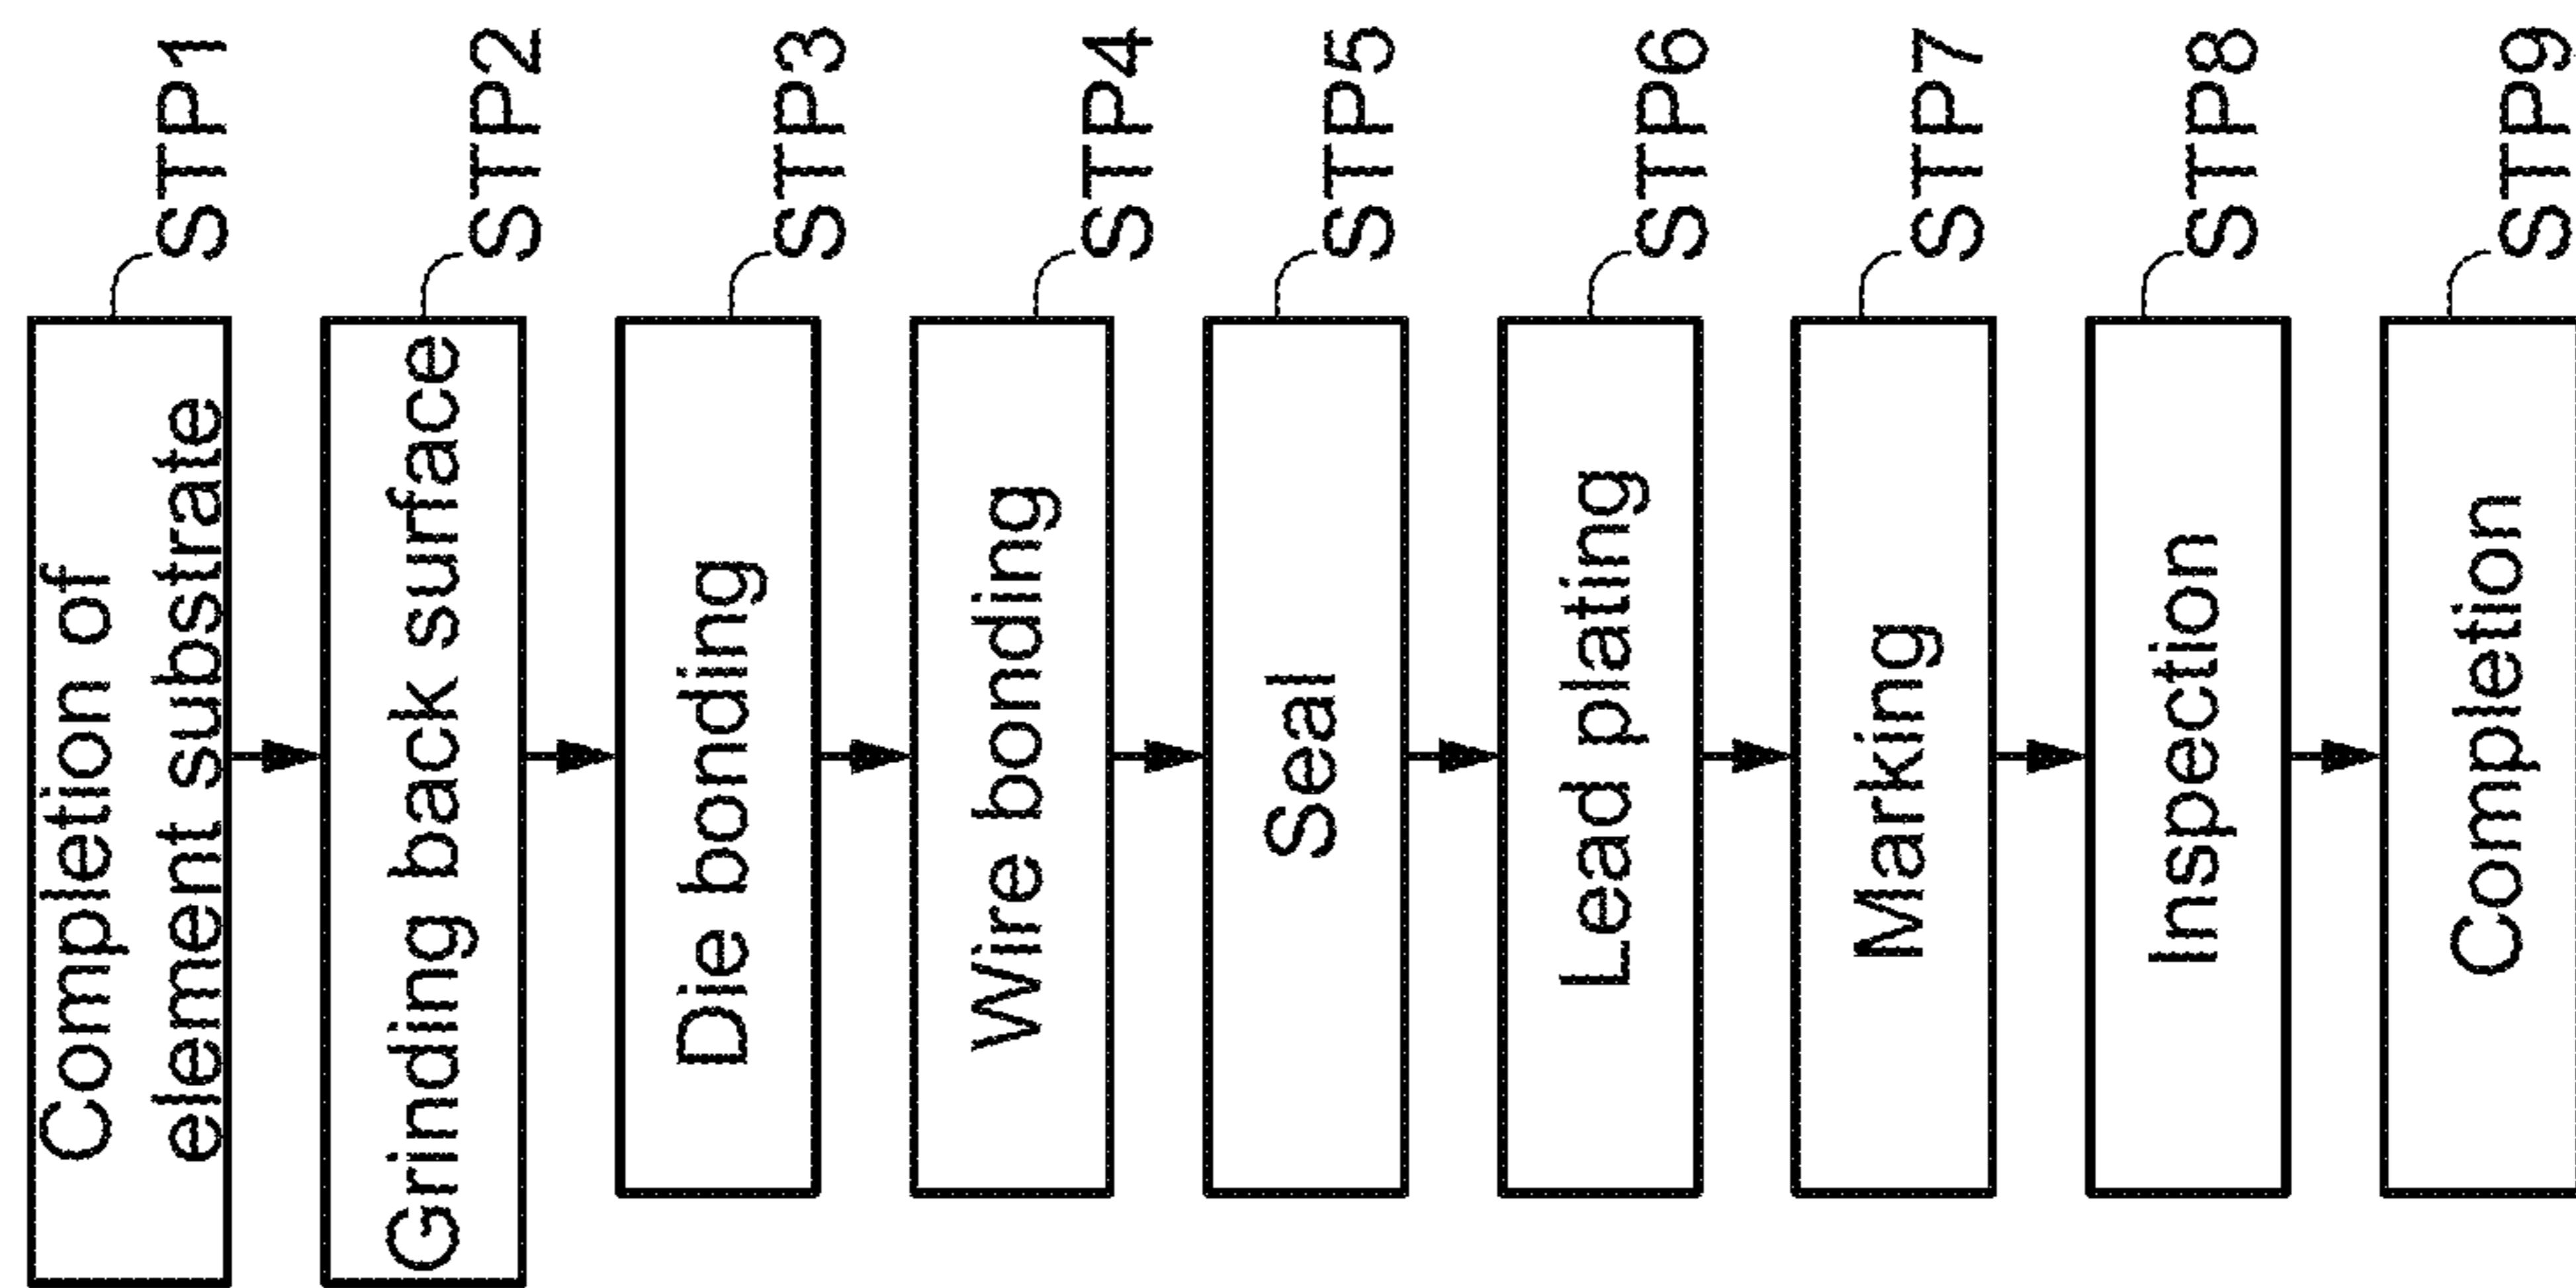 Completion of
element substrate
STP1
Grinding back surface
STP2
Die bonding
STP3
Wire bonding
STP4
Seal
STP5
Lead plating
STP6
Marking
STP7
Inspection
STP8
Completion
STP9